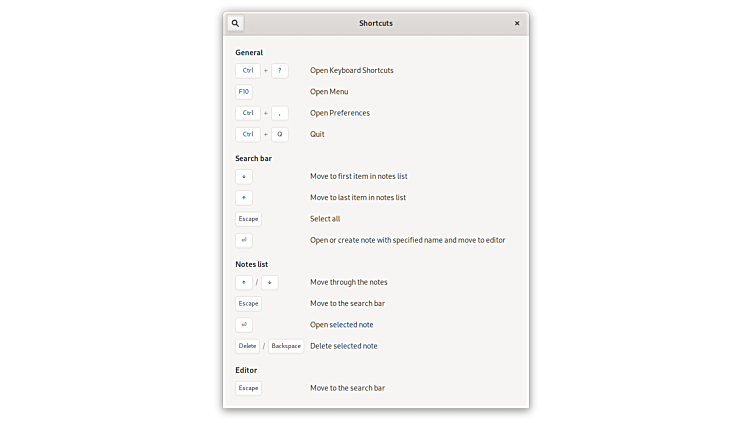 Shortcuts
General
Ctrl + ? Open Keyboard Shortcuts
F10 Open Menu
Ctrl + , Open Preferences
Ctrl + Q Quit
Search bar
↓ Move to first item in notes list
↑ Move to last item in notes list
Escape Select all
⏎ Open or create note with specified name and move to editor
Notes list
↑ / ↓ Move through the notes
Escape Move to the search bar
⏎ Open selected note
Delete / Backspace Delete selected note
Editor
Escape Move to the search bar